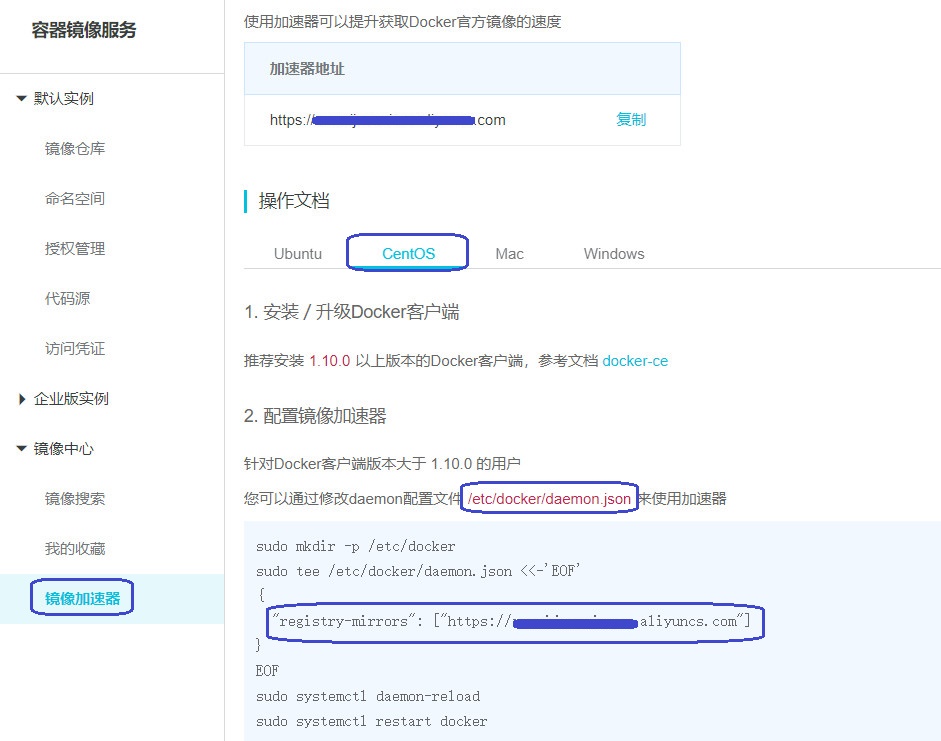 容器镜像服务
默认实例
镜像仓库
命名空间
授权管理
代码源
访问凭证
企业版实例
镜像中心
镜像搜索
我的收藏
镜像加速器
使用加速器可以提升获取Docker官方镜像的速度
加速器地址
https:// .com 复制
操作文档
Ubuntu CentOS Mac Windows
1. 安装 / 升级Docker客户端
推荐安装 1.10.0 以上版本的Docker客户端，参考文档 docker-ce
2. 配置镜像加速器
针对Docker客户端版本大于 1.10.0 的用户
您可以通过修改daemon配置文件 /etc/docker/daemon.json 来使用加速器
sudo mkdir -p /etc/docker
sudo tee /etc/docker/daemon.json <<-'EOF'
{
"registry-mirrors": ["https:// aliyuncs.com"]
}
EOF
sudo systemctl daemon-reload
sudo systemctl restart docker